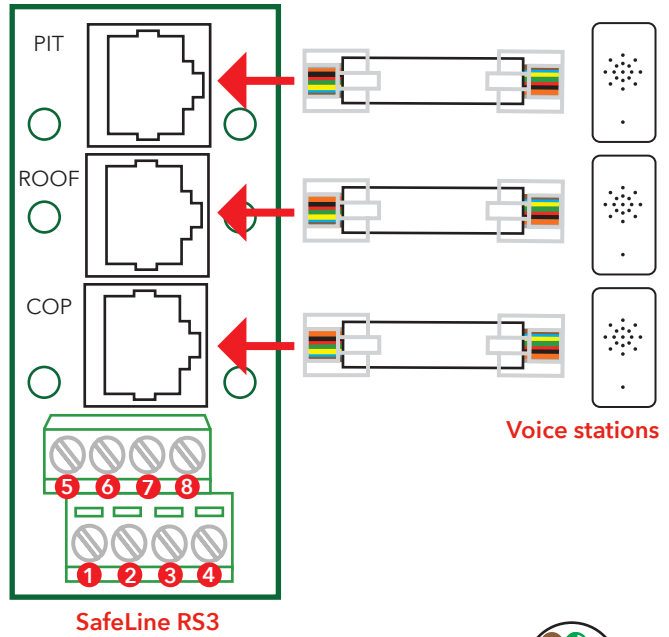 PIT
ROOF
COP
Voice stations
5 6 7 8
1 2 3 4
SafeLine RS3